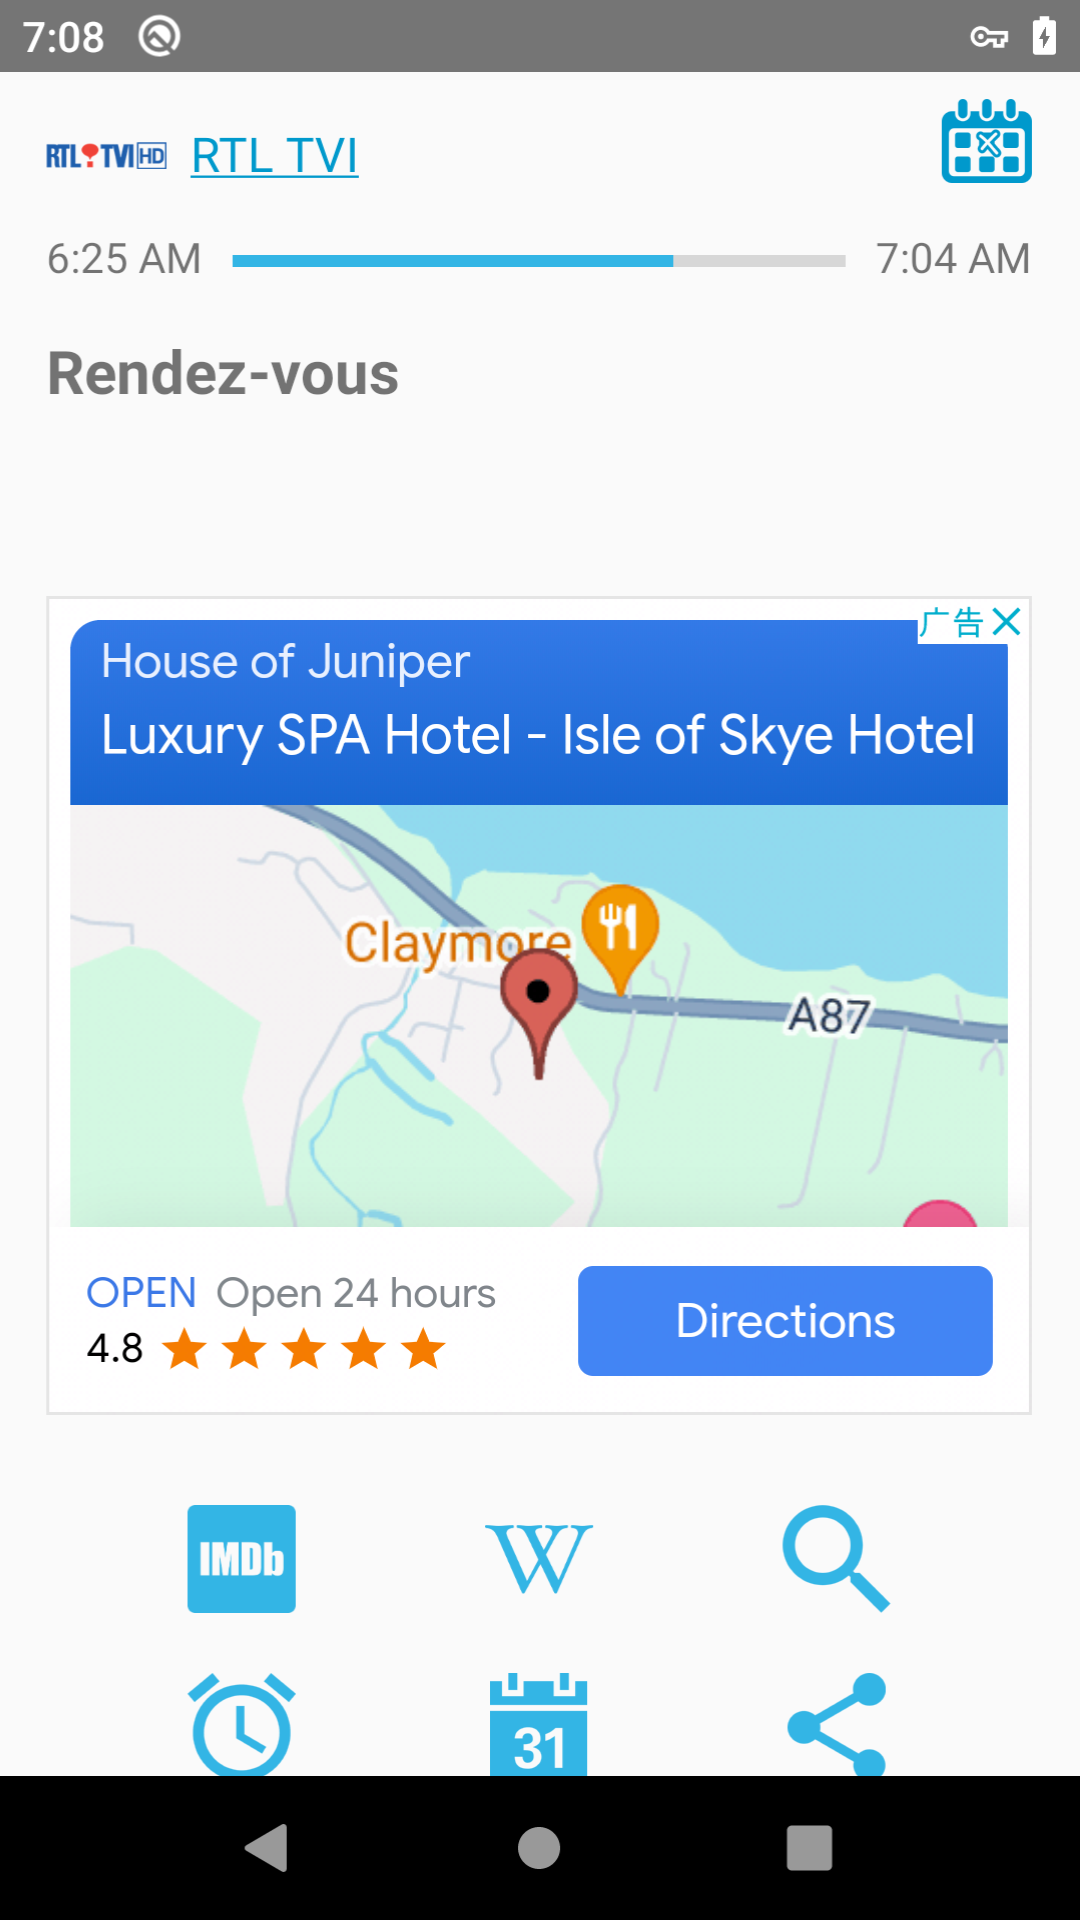 7:08
RTL TVI HD RTL TVI
6:25 AM 7:04 AM
Rendez-vous
广告
House of Juniper
Luxury SPA Hotel - Isle of Skye Hotel
Claymore
A87
OPEN Open 24 hours
4.8
Directions
IMDb W
31